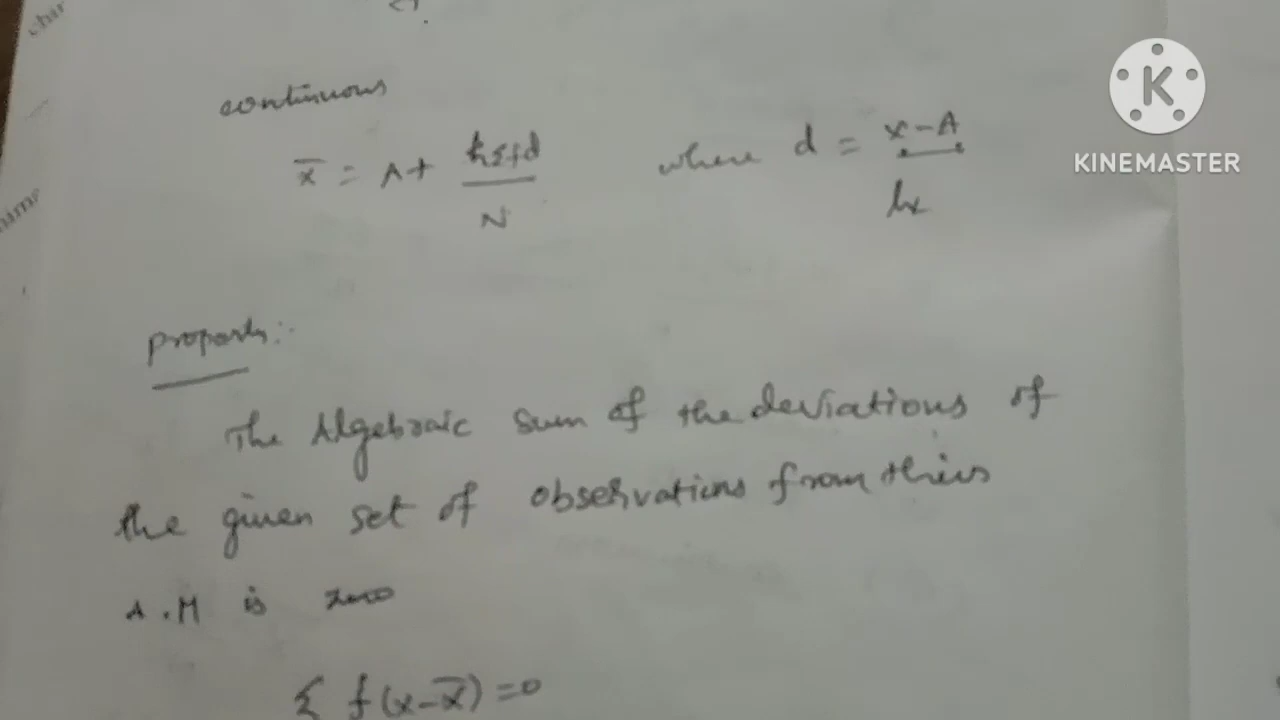 continuous
x̄ = A + hΣfd / N where d = x-A / h
KINEMASTER
property:-
The Algebraic sum of the deviations of
the given set of observations from their
A.M is zero
Σ f(x-x̄) = 0